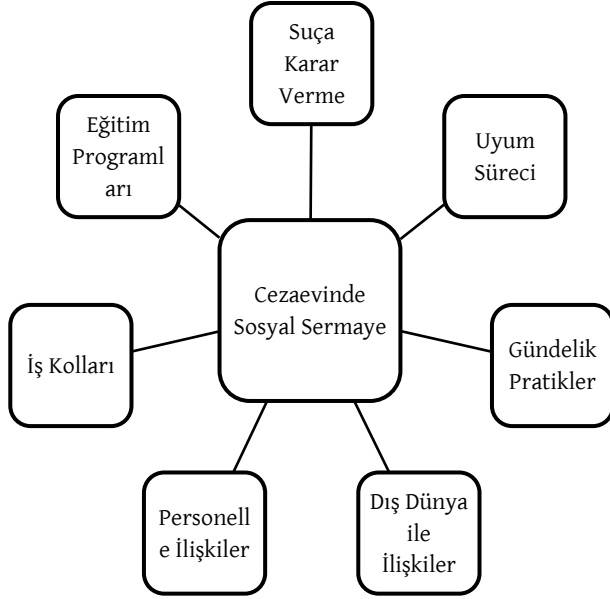 Suça
Karar
Verme
Eğitim
Programl
arı
Uyum
Süreci
Cezaevinde
Sosyal Sermaye
İş Kolları
Gündelik
Pratikler
Personell
e İlişkiler
Dış Dünya
ile
İlişkiler